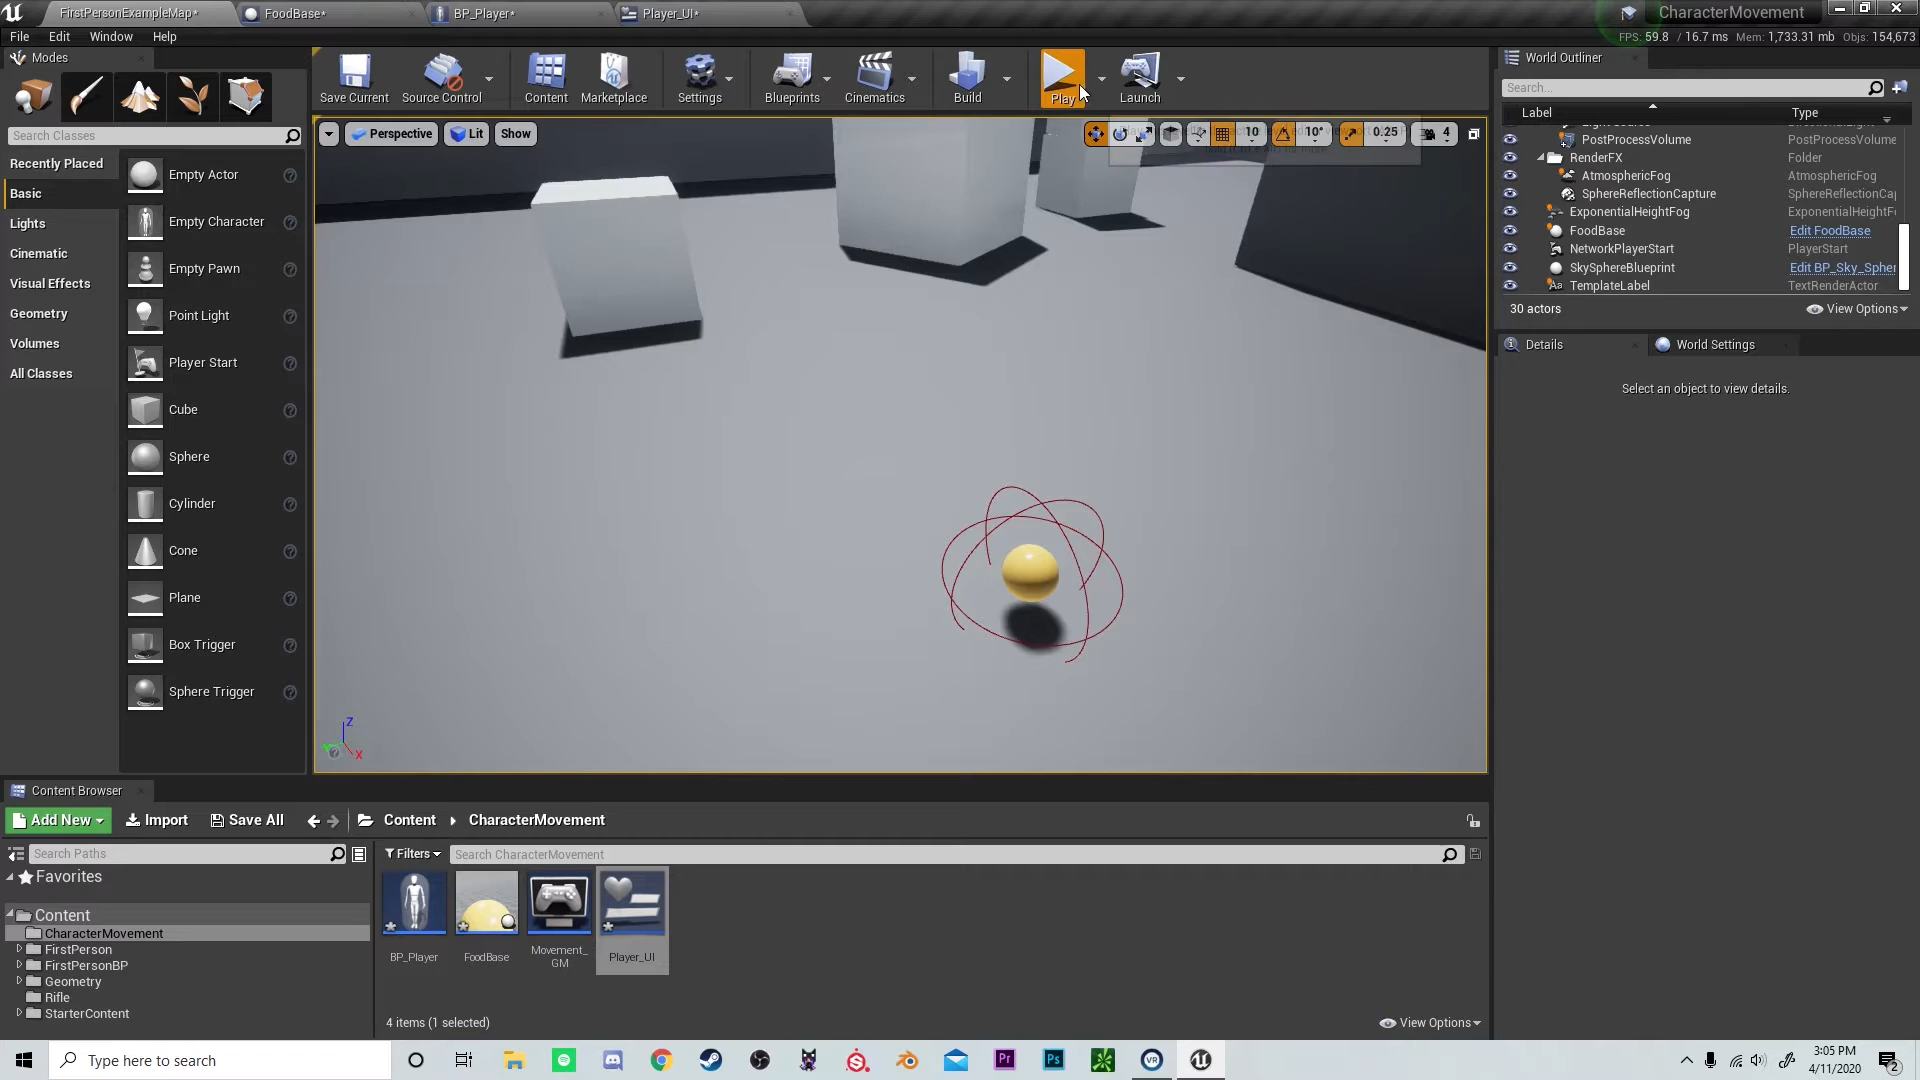 FirstPersonExampleMap*
FoodBase*
BP_Player*
Player_UI*
CharacterMovement
File Edit Window Help
FPS: 59.8 / 16.7 ms Mem: 1,733.31 mb Objs: 154,673
Modes
Save Current
Source Control
Content
Marketplace
Settings
Blueprints
Cinematics
Build
Play
Launch
World Outliner
Search...
Label
Type
Search Classes
Perspective
Lit
Show
10
10°
0.25
4
PostProcessVolume PostProcessVolume
RenderFX Folder
AtmosphericFog AtmosphericFog
SphereReflectionCapture SphereReflectionCap
ExponentialHeightFog ExponentialHeightF
FoodBase Edit FoodBase
NetworkPlayerStart PlayerStart
SkySphereBlueprint Edit BP_Sky_Spher
TemplateLabel TextRenderActor
30 actors
View Options
Details
World Settings
Select an object to view details.
Recently Placed
Basic
Lights
Cinematic
Visual Effects
Geometry
Volumes
All Classes
Empty Actor
Empty Character
Empty Pawn
Point Light
Player Start
Cube
Sphere
Cylinder
Cone
Plane
Box Trigger
Sphere Trigger
Z
X
Content Browser
Add New
Import
Save All
Content
CharacterMovement
Search Paths
Filters
Search CharacterMovement
Favorites
Content
CharacterMovement
FirstPerson
FirstPersonBP
Geometry
Rifle
StarterContent
BP_Player
FoodBase
Movement_
GM
Player_UI
4 items (1 selected)
View Options
Type here to search
Pr
Ps
VR
3:05 PM
4/11/2020
2